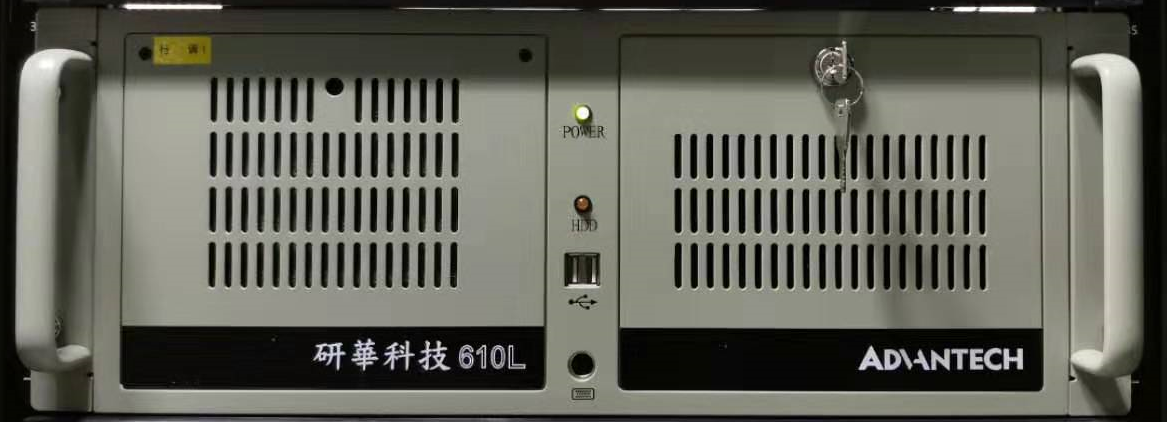 POWER
HDD
研華科技 610L
ADVANTECH